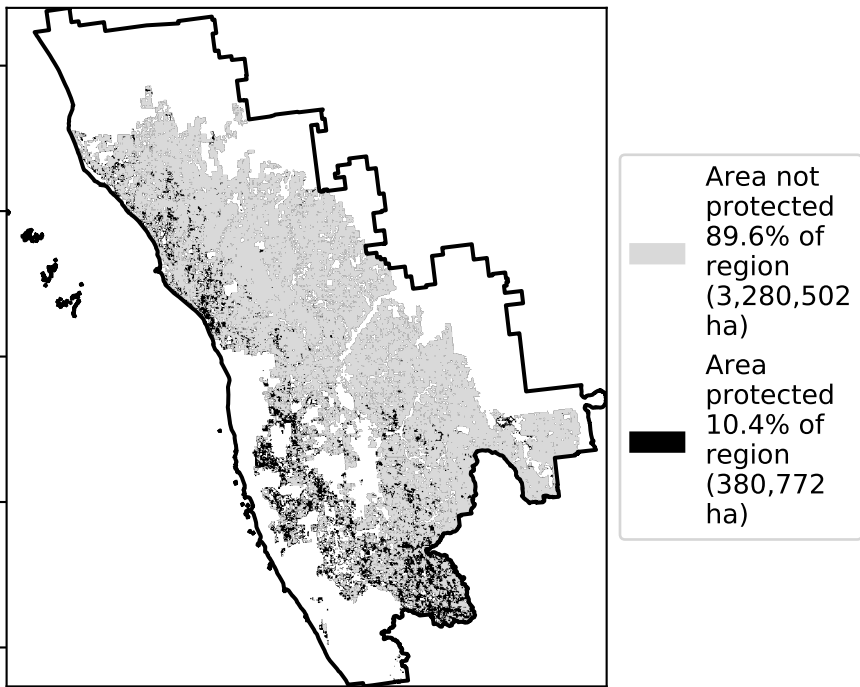 Area not
protected
89.6% of
region
(3,280,502
ha)
Area
protected
10.4% of
region
(380,772
ha)